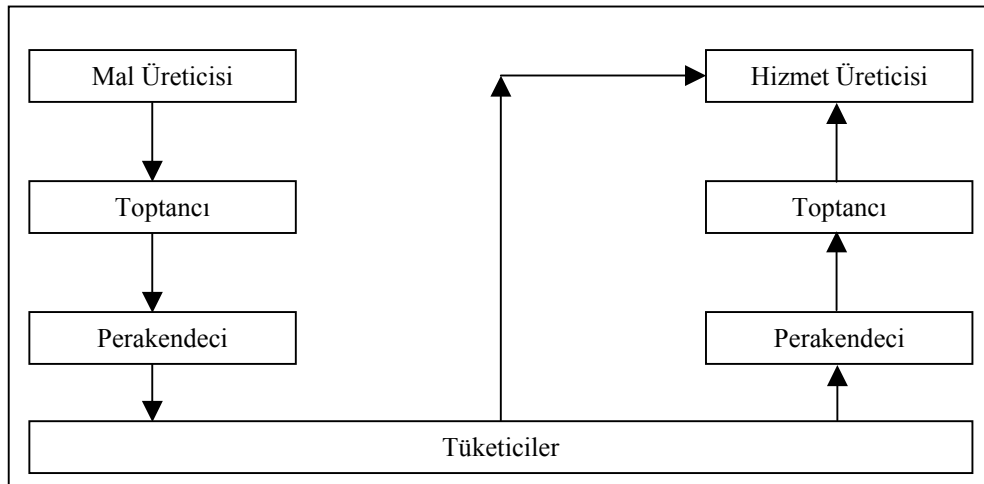 Mal Üreticisi
Hizmet Üreticisi
Toptancı
Toptancı
Perakendeci
Perakendeci
Tüketiciler